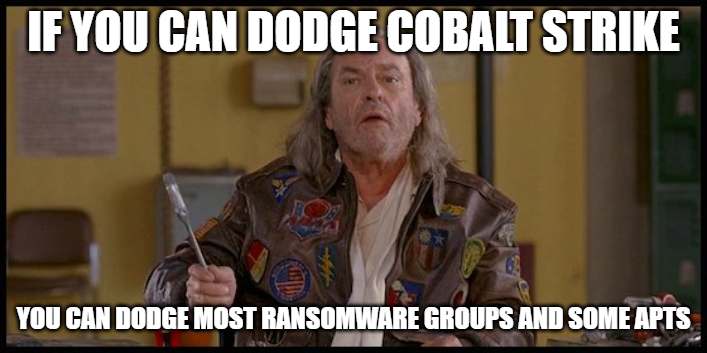 IF YOU CAN DODGE COBALT STRIKE
YOU CAN DODGE MOST RANSOMWARE GROUPS AND SOME APTS